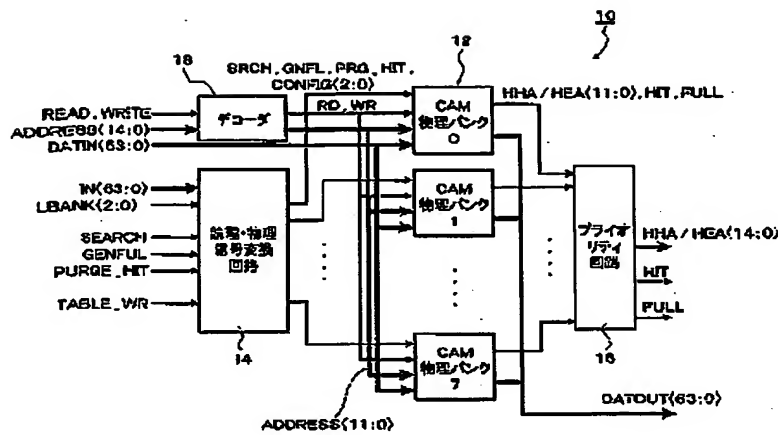 10
18
SRCH, GNFL, PRG_HIT,
CONFIG(2:0)
12
HHA/HEA(11:0), HIT, FULL
READ, WRITE
ADDRESS(14:0)
DATIN(63:0)
デコーダ
RD, WR
CAM
物理バンク
0
IN(63:0)
LBANK(2:0)
SEARCH
GENFUL
PURGE_HIT
TABLE_WR
論理・物理
信号変換
回路
14
CAM
物理バンク
1
プライオ
リティ
回路
HHA/HEA(14:0)
HIT
FULL
16
CAM
物理バンク
7
ADDRESS(11:0)
DATOUT(63:0)